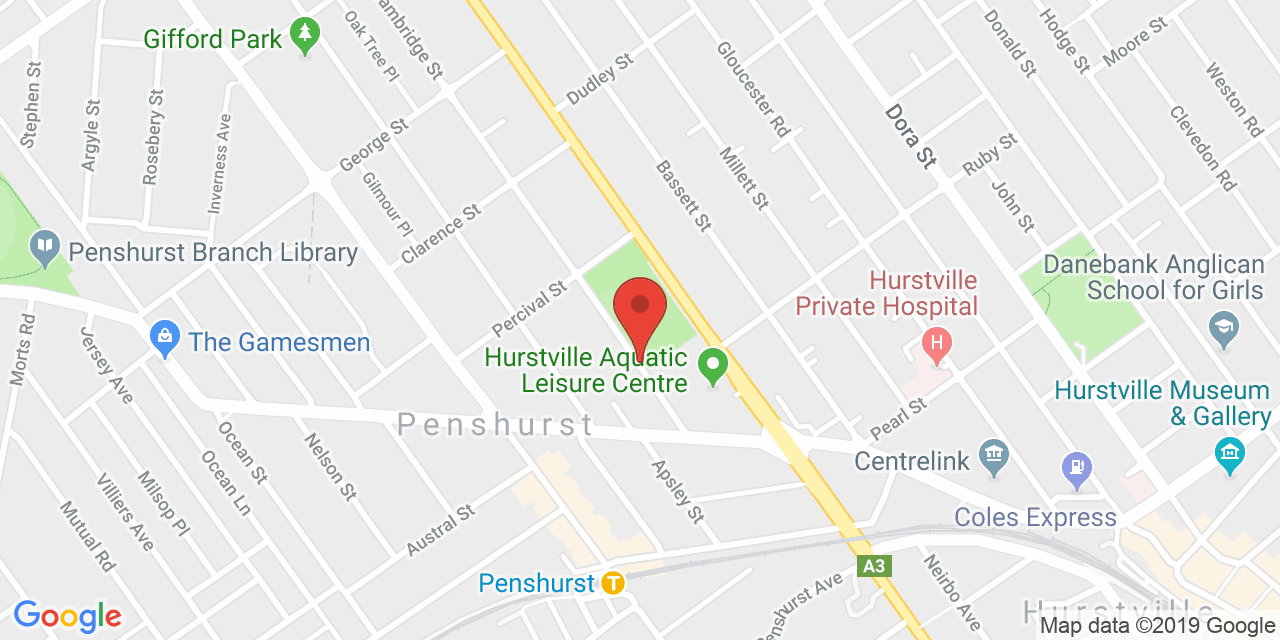 Gifford Park
Oak Tree Pl
ambridge St
Dudley St
Gloucester Rd
Donald St
Hodge St
Moore St
Weston Rd
Stephen St
Argyle St
Rosebery St
Inverness Ave
George St
Gilmour Pl
Clarence St
Bassett St
Millett St
Dora St
Ruby St
John St
Clevedon Rd
Penshurst Branch Library
Percival St
Hurstville
Private Hospital
H
Danebank Anglican
School for Girls
Morts Rd
Jersey Ave
The Gamesmen
Hurstville Aquatic
Leisure Centre
Hurstville Museum
& Gallery
Penshurst
Pearl St
Centrelink
Coles Express
Ocean St
Ocean Ln
Nelson St
Milsop Pl
Villiers Ave
Mutual Rd
Austral St
Apsley St
Penshurst
T
A3
Penshurst Ave
Neirbo Ave
Hurstville
Google
Map data ©2019 Google